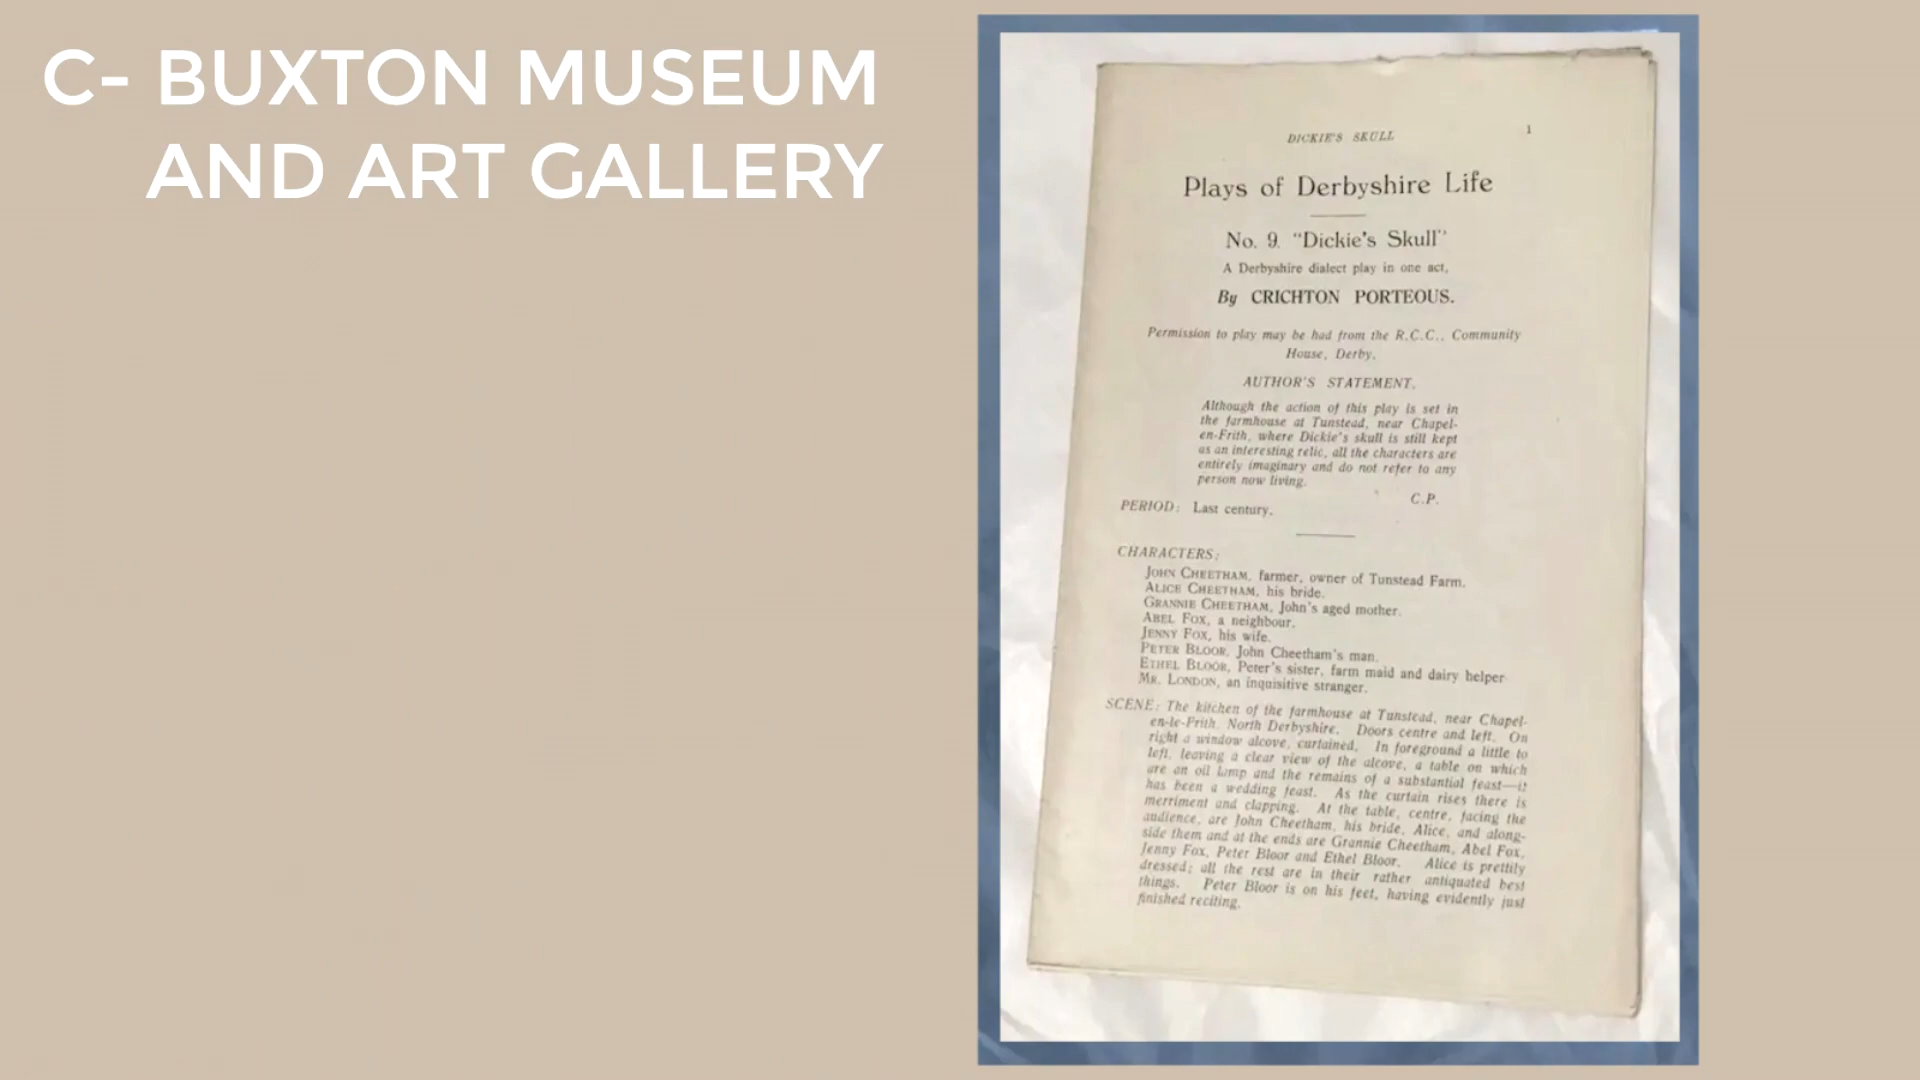 C- BUXTON MUSEUM
AND ART GALLERY
DICKIE'S SKULL
1
Plays of Derbyshire Life
No. 9. "Dickie's Skull"
A Derbyshire dialect play in one act,
By CRICHTON PORTEOUS.
Permission to play may be had from the R.C.C., Community
House, Derby.
AUTHOR'S STATEMENT.
Although the action of this play is set in
the farmhouse at Tunstead, near Chapel-
en-Frith, where Dickie's skull is still kept
as an interesting relic, all the characters are
entirely imaginary and do not refer to any
person now living.
C.P.
PERIOD: Last century.
CHARACTERS:
JOHN CHEETHAM, farmer, owner of Tunstead Farm.
ALICE CHEETHAM, his bride.
GRANNIE CHEETHAM, John's aged mother.
ABEL FOX, a neighbour.
JENNY FOX, his wife.
PETER BLOOR, John Cheetham's man.
ETHEL BLOOR, Peter's sister, farm maid and dairy helper
MR. LONDON, an inquisitive stranger.
SCENE: The kitchen of the farmhouse at Tunstead, near Chapel-
en-le-Frith, North Derbyshire. Doors centre and left. On
right a window alcove, curtained. In foreground a little to
left, leaving a clear view of the alcove, a table on which
are an oil lamp and the remains of a substantial feast—it
has been a wedding feast. As the curtain rises there is
merriment and clapping. At the table, centre, facing the
audience, are John Cheetham, his bride, Alice, and along-
side them and at the ends are Grannie Cheetham, Abel Fox,
Jenny Fox, Peter Bloor and Ethel Bloor. Alice is prettily
dressed; all the rest are in their rather antiquated best
things. Peter Bloor is on his feet, having evidently just
finished reciting.